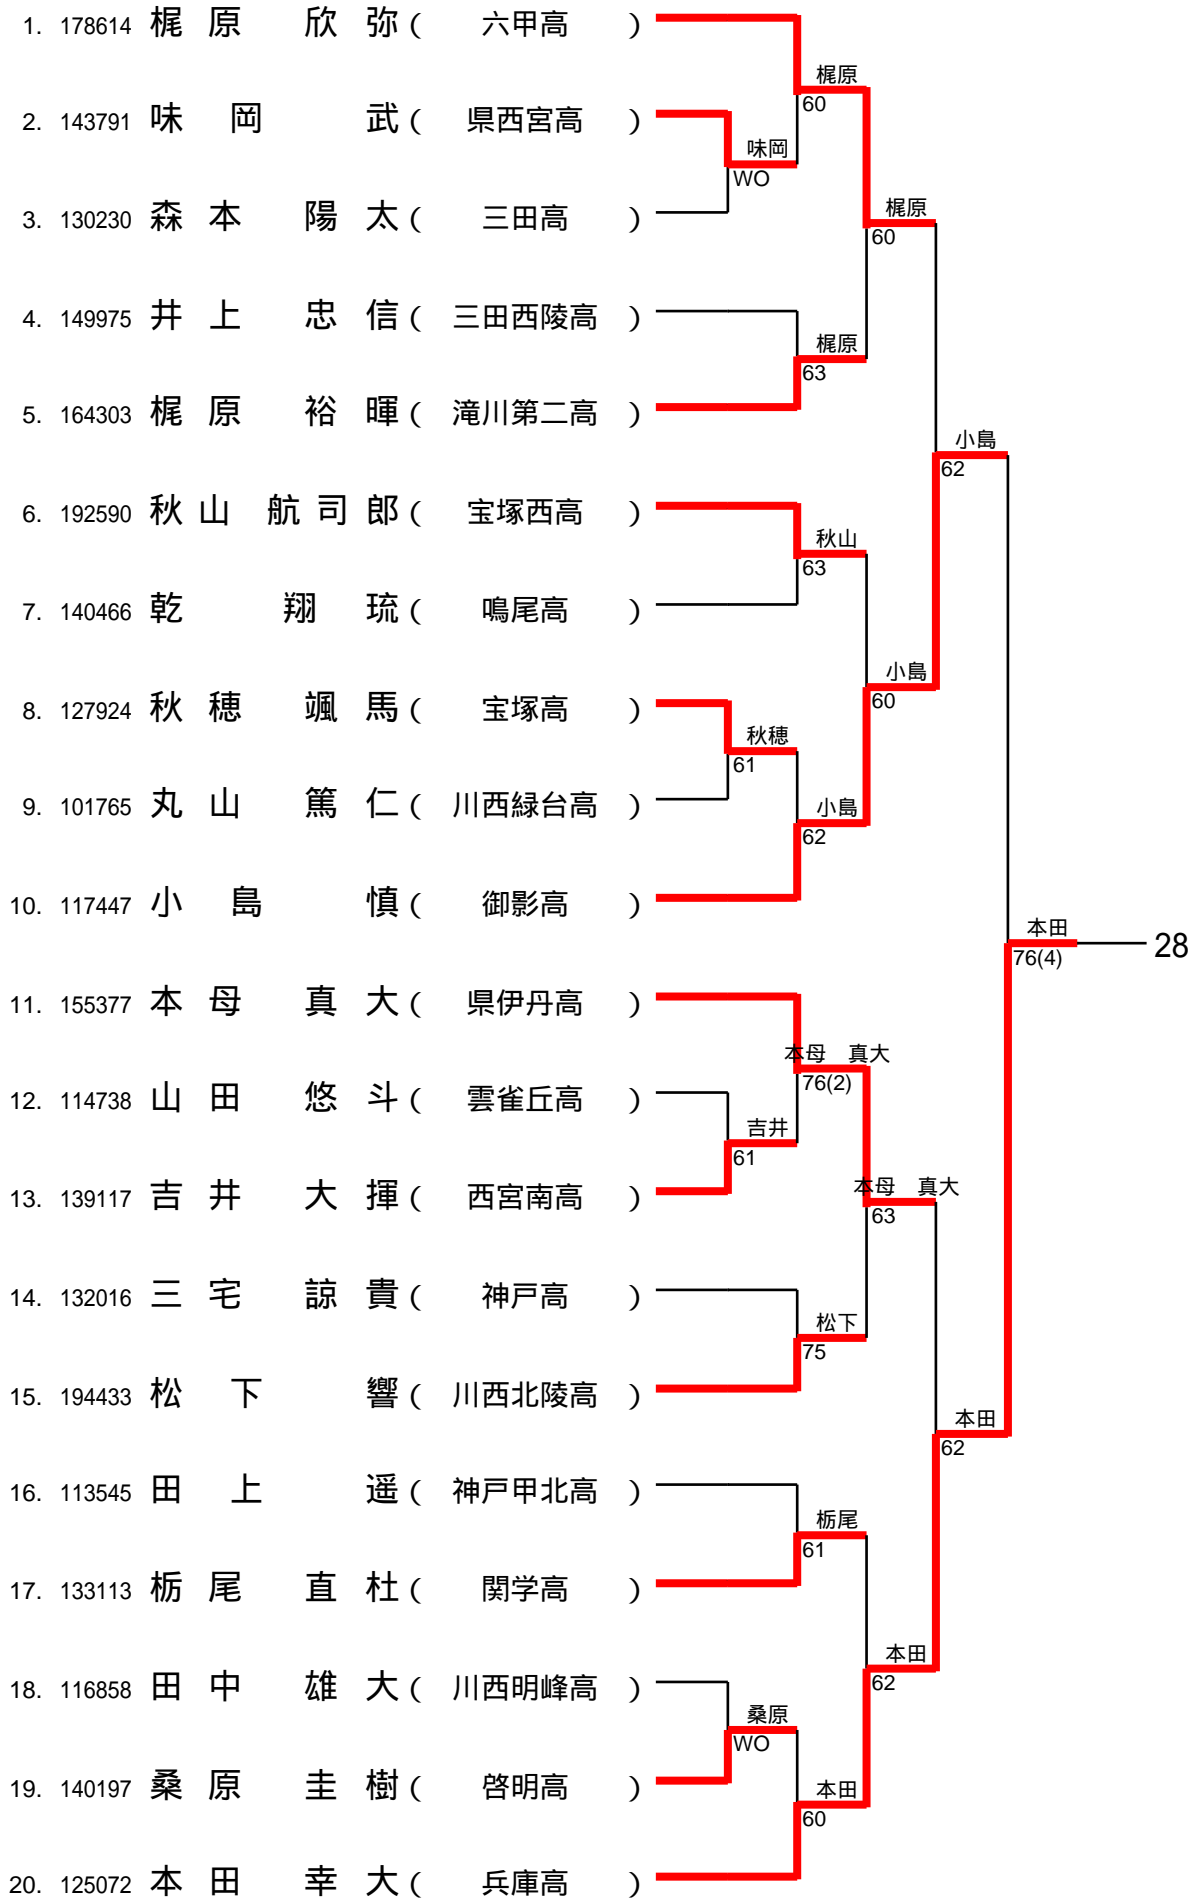 1. 178614 梶原 欣弥 ( 六甲高 )
梶原
60
2. 143791 味岡 武 ( 県西宮高 )
味岡
WO
3. 130230 森本 陽太 ( 三田高 )
梶原
60
4. 149975 井上 忠信 ( 三田西陵高 )
梶原
63
5. 164303 梶原 裕暉 ( 滝川第二高 )
小島
62
6. 192590 秋山 航司郎 ( 宝塚西高 )
秋山
63
7. 140466 乾 翔琉 ( 鳴尾高 )
小島
60
8. 127924 秋穂 颯馬 ( 宝塚高 )
秋穂
61
9. 101765 丸山 篤仁 ( 川西緑台高 )
小島
62
10. 117447 小島 慎 ( 御影高 )
本田
76(4)
28
11. 155377 本母 真大 ( 県伊丹高 )
本母 真大
76(2)
12. 114738 山田 悠斗 ( 雲雀丘高 )
吉井
61
13. 139117 吉井 大揮 ( 西宮南高 )
本母 真大
63
14. 132016 三宅 諒貴 ( 神戸高 )
松下
75
15. 194433 松下 響 ( 川西北陵高 )
本田
62
16. 113545 田上 遥 ( 神戸甲北高 )
栃尾
61
17. 133113 栃尾 直杜 ( 関学高 )
本田
62
18. 116858 田中 雄大 ( 川西明峰高 )
桑原
WO
19. 140197 桑原 圭樹 ( 啓明高 )
本田
60
20. 125072 本田 幸大 ( 兵庫高 )